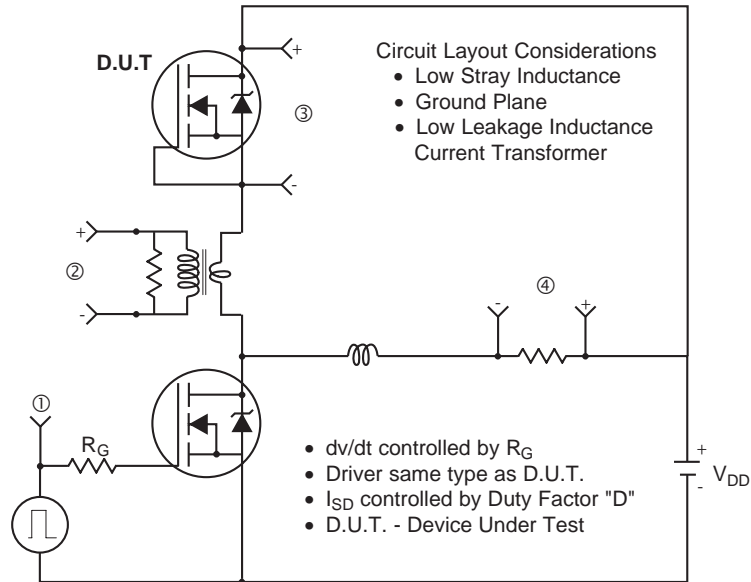 D.U.T
+
Circuit Layout Considerations
• Low Stray Inductance
• Ground Plane
• Low Leakage Inductance
Current Transformer
③
-
+
②
-
④
-
+
①
R_G
• dv/dt controlled by R_G
• Driver same type as D.U.T.
• I_SD controlled by Duty Factor "D"
• D.U.T. - Device Under Test
+
V_DD
-